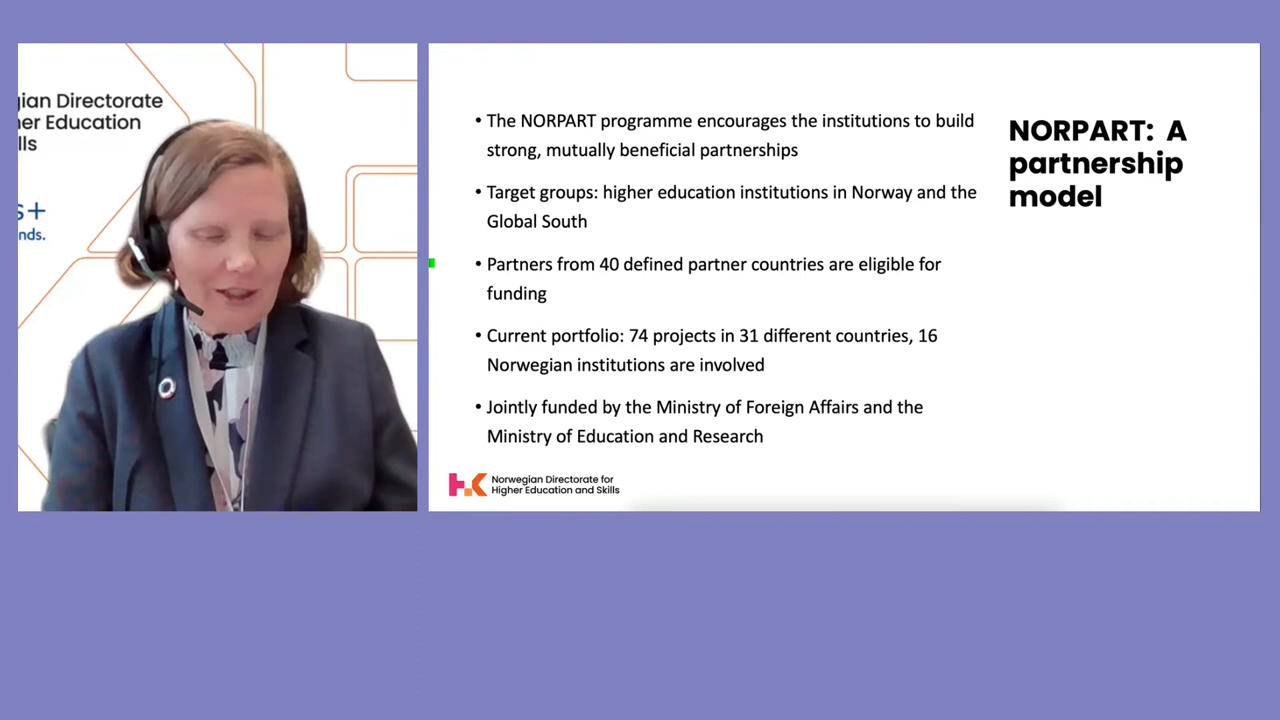 gian Directorate
her Education
lls
s+
nds.
• The NORPART programme encourages the institutions to build
strong, mutually beneficial partnerships
• Target groups: higher education institutions in Norway and the
Global South
• Partners from 40 defined partner countries are eligible for
funding
• Current portfolio: 74 projects in 31 different countries, 16
Norwegian institutions are involved
• Jointly funded by the Ministry of Foreign Affairs and the
Ministry of Education and Research
NORPART: A
partnership
model
Norwegian Directorate for
Higher Education and Skills